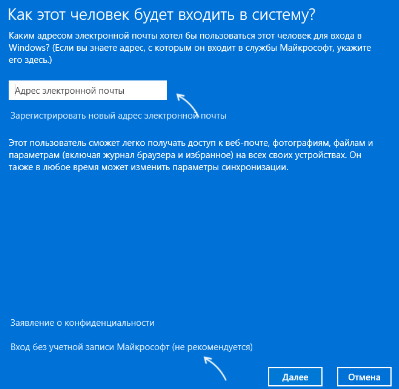 Как этот человек будет входить в систему?
Каким адресом электронной почты хотел бы пользоваться этот человек для входа в
Windows? (Если вы знаете адрес, с которым он входит в службы Майкрософт, укажите
его здесь.)
Адрес электронной почты
Зарегистрировать новый адрес электронной почты
Этот пользователь сможет легко получать доступ к веб-почте, фотографиям, файлам и
параметрам (включая журнал браузера и избранное) на всех своих устройствах. Он
также в любое время может изменить параметры синхронизации.
Заявление о конфиденциальности
Вход без учетной записи Майкрософт (не рекомендуется)
Далее
Отмена